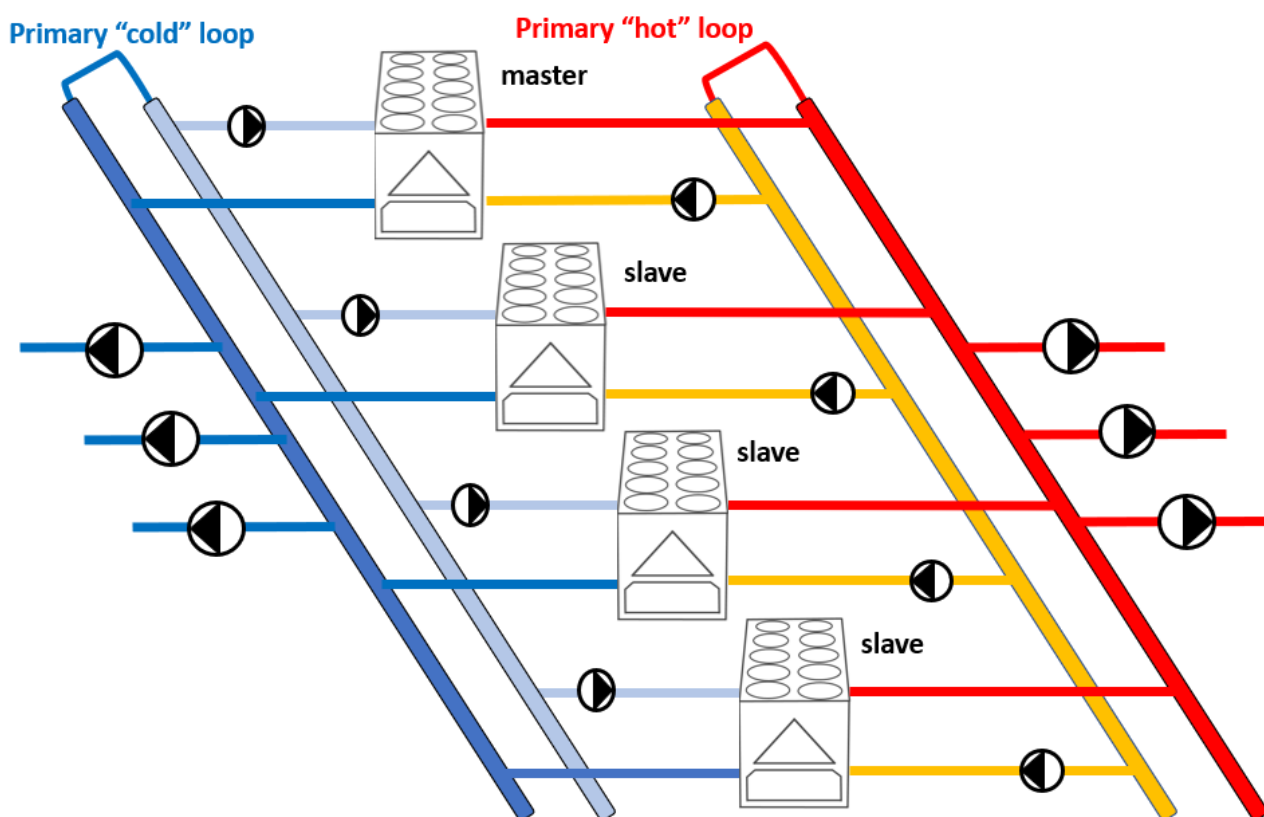 Primary “cold” loop
Primary “hot” loop
master
slave
slave
slave